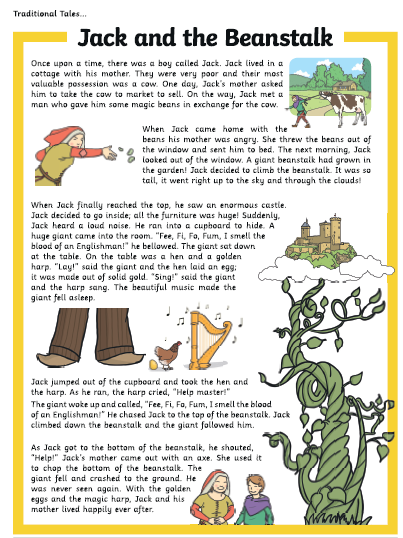 Traditional Tales...
Jack and the Beanstalk
Once upon a time, there was a boy called Jack. Jack lived in a
cottage with his mother. They were very poor and their most
valuable possession was a cow. One day, Jack's mother asked
him to take the cow to market to sell. On the way, Jack met a
man who gave him some magic beans in exchange for the cow.
When Jack came home with the
beans his mother was angry. She threw the beans out of
the window and sent him to bed. The next morning, Jack
looked out of the window. A giant beanstalk had grown in
the garden! Jack decided to climb the beanstalk. It was so
tall, it went right up to the sky and through the clouds!
When Jack finally reached the top, he saw an enormous castle.
Jack decided to go inside; all the furniture was huge! Suddenly,
Jack heard a loud noise. He ran into a cupboard to hide. A
huge giant came into the room. "Fee, Fi, Fo, Fum, I smell the
blood of an Englishman!" he bellowed. The giant sat down
at the table. On the table was a hen and a golden
harp. "Lay!" said the giant and the hen laid an egg;
it was made out of solid gold. "Sing!" said the giant
and the harp sang. The beautiful music made the
giant fell asleep.
Jack jumped out of the cupboard and took the hen and
the harp. As he ran, the harp cried, "Help master!"
The giant woke up and called, "Fee, Fi, Fo, Fum, I smell the blood
of an Englishman!" He chased Jack to the top of the beanstalk. Jack
climbed down the beanstalk and the giant followed him.
As Jack got to the bottom of the beanstalk, he shouted,
"Help!" Jack's mother came out with an axe. She used it
to chop the bottom of the beanstalk. The
giant fell and crashed to the ground. He
was never seen again. With the golden
eggs and the magic harp, Jack and his
mother lived happily ever after.